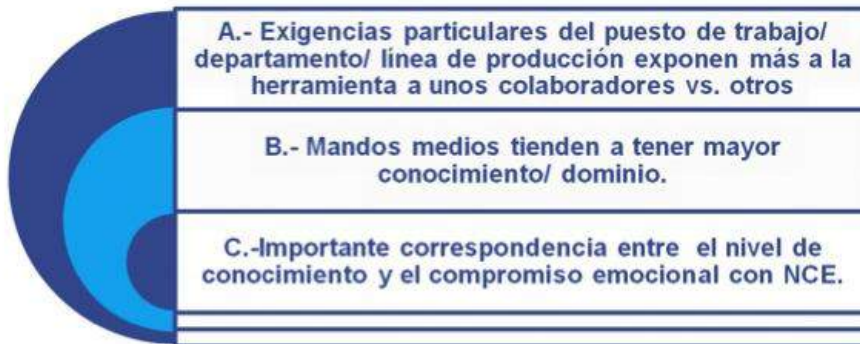 A.- Exigencias particulares del puesto de trabajo/
departamento/ línea de producción exponen más a la
herramienta a unos colaboradores vs. otros
B.- Mandos medios tienden a tener mayor
conocimiento/ dominio.
C.-Importante correspondencia entre el nivel de
conocimiento y el compromiso emocional con NCE.